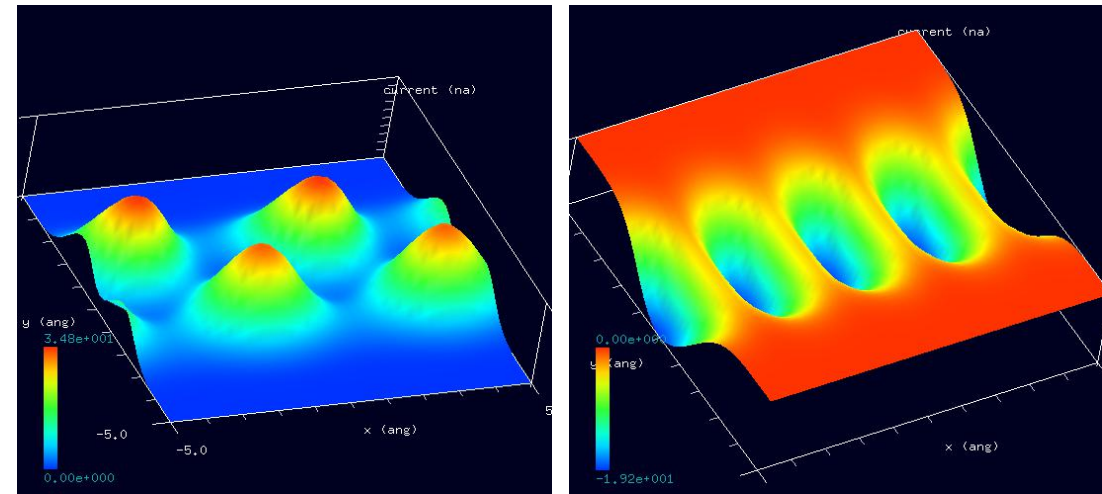 current (na)
y (ang)
3.48e+001
-5.0
-5.0
0.00e+000
x (ang)
5
current (na)
0.00e+000
y (ang)
x (ang)
-1.92e+001